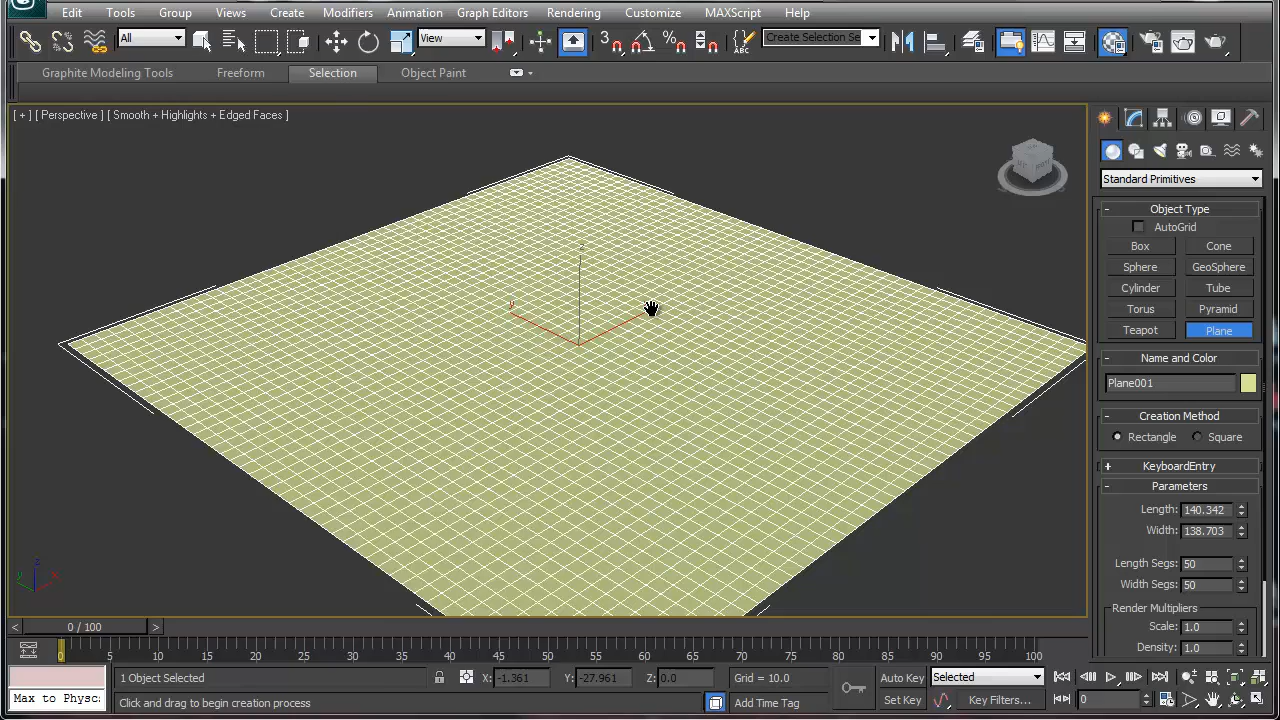 Edit Tools Group Views Create Modifiers Animation Graph Editors Rendering Customize MAXScript Help
All View 3 % ABC Create Selection Se
Graphite Modeling Tools Freeform Selection Object Paint
[ + ] [ Perspective ] [ Smooth + Highlights + Edged Faces ]
Standard Primitives
- Object Type
AutoGrid
Box Cone
Sphere GeoSphere
Cylinder Tube
Torus Pyramid
Teapot Plane
- Name and Color
Plane001
- Creation Method
Rectangle Square
+ KeyboardEntry
- Parameters
Length: 140.342
Width: 138.703
Length Segs: 50
Width Segs: 50
Render Multipliers
Scale: 1.0
Density: 1.0
z
y
z
y x
< 0 / 100 >
0 5 10 15 20 25 30 35 40 45 50 55 60 65 70 75 80 85 90 95 100
1 Object Selected X: -1.361 Y: -27.961 Z: 0.0 Grid = 10.0 Auto Key Selected
Max to Physc Click and drag to begin creation process Add Time Tag Set Key Key Filters... 0